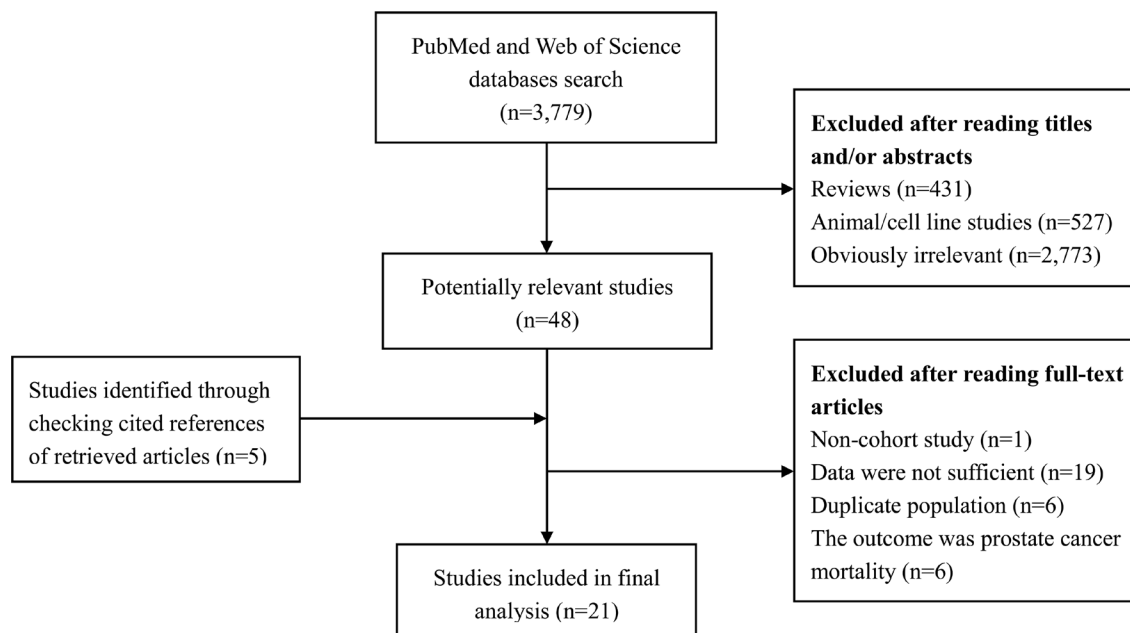 PubMed and Web of Science
databases search
(n=3,779)
Excluded after reading titles
and/or abstracts
Reviews (n=431)
Animal/cell line studies (n=527)
Obviously irrelevant (n=2,773)
Potentially relevant studies
(n=48)
Studies identified through
checking cited references
of retrieved articles (n=5)
Excluded after reading full-text
articles
Non-cohort study (n=1)
Data were not sufficient (n=19)
Duplicate population (n=6)
The outcome was prostate cancer
mortality (n=6)
Studies included in final
analysis (n=21)